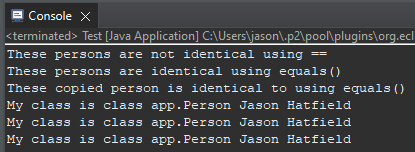 Console
<terminated> Test [Java Application] C:\Users\jason\.p2\pool\plugins\org.ecl
These persons are not identical using ==
These persons are identical using equals()
These copied person is identical to using equals()
My class is class app.Person Jason Hatfield
My class is class app.Person Jason Hatfield
My class is class app.Person Jason Hatfield